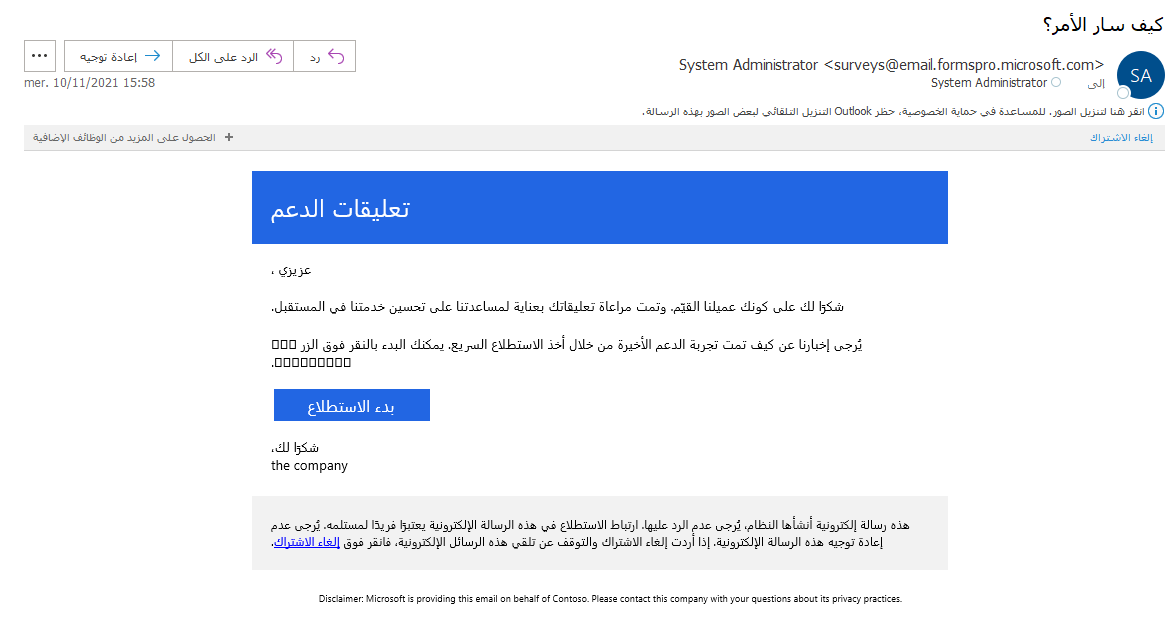 كيف سار الأمر؟
رد
الرد على الكل
إعادة توجيه
...
SA
System Administrator <surveys@email.formspro.microsoft.com>
mer. 10/11/2021 15:58
إلى System Administrator
انقر هنا لتنزيل الصور. للمساعدة في حماية الخصوصية، حظر Outlook التنزيل التلقائي لبعض الصور بهذه الرسالة.
إلغاء الاشتراك
+ الحصول على المزيد من الوظائف الإضافية
تعليقات الدعم
عزيزي ،
شكرًا لك على كونك عميلنا القيّم. وتمت مراعاة تعليقاتك بعناية لمساعدتنا على تحسين خدمتنا في المستقبل.
يُرجى إخبارنا عن كيف تمت تجربة الدعم الأخيرة من خلال أخذ الاستطلاع السريع. يمكنك البدء بالنقر فوق الزر □□□
□□□□□□□□□.
بدء الاستطلاع
شكرًا لك،
the company
هذه رسالة إلكترونية أنشأها النظام، يُرجى عدم الرد عليها. ارتباط الاستطلاع في هذه الرسالة الإلكترونية يعتبرًا فريدًا لمستلمه. يُرجى عدم
إعادة توجيه هذه الرسالة الإلكترونية. إذا أردت إلغاء الاشتراك والتوقف عن تلقي هذه الرسائل الإلكترونية، فانقر فوق إلغاء الاشتراك.
Disclaimer: Microsoft is providing this email on behalf of Contoso. Please contact this company with your questions about its privacy practices.